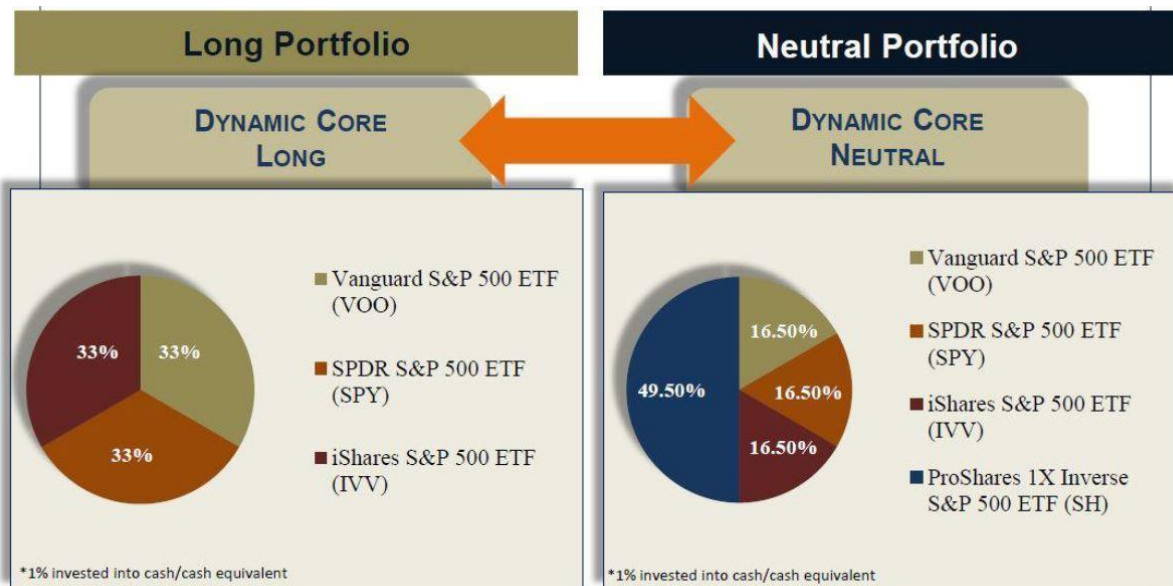 Long Portfolio
DYNAMIC CORE
LONG
33%
33%
33%
Vanguard S&P 500 ETF
(VOO)
SPDR S&P 500 ETF
(SPY)
iShares S&P 500 ETF
(IVV)
*1% invested into cash/cash equivalent
Neutral Portfolio
DYNAMIC CORE
NEUTRAL
16.50%
49.50%
16.50%
16.50%
Vanguard S&P 500 ETF
(VOO)
SPDR S&P 500 ETF
(SPY)
iShares S&P 500 ETF
(IVV)
ProShares 1X Inverse
S&P 500 ETF (SH)
*1% invested into cash/cash equivalent